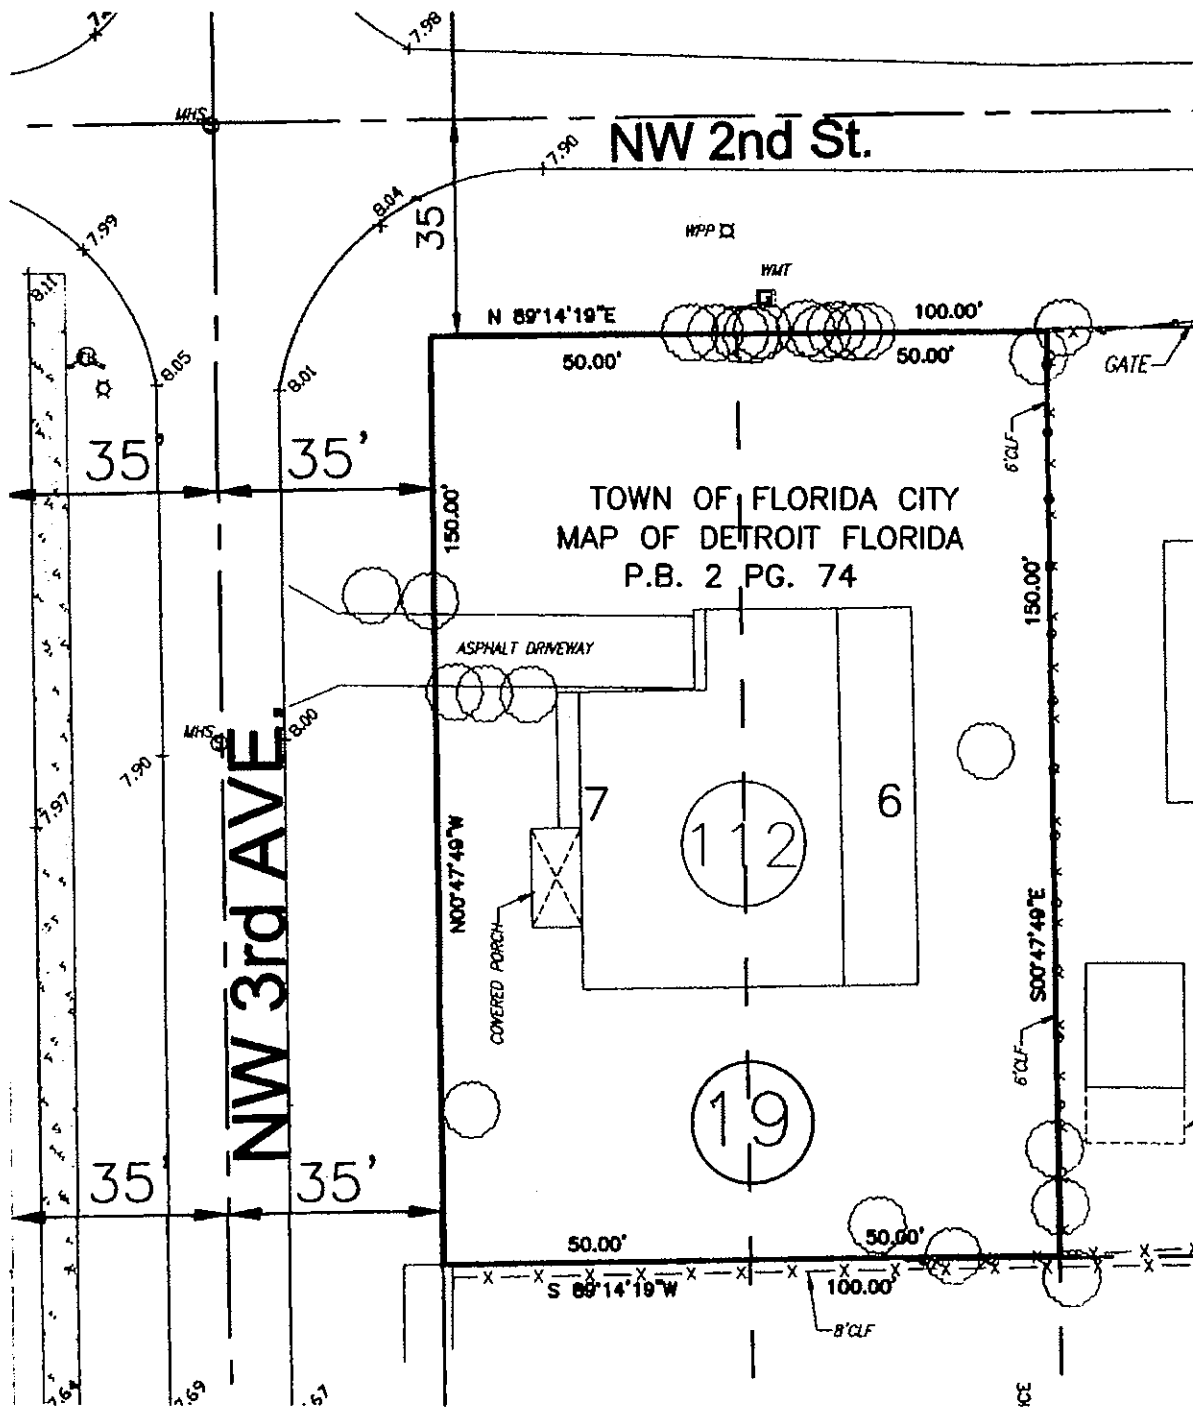 7.98
MHS
NW 2nd St.
7.90
8.04
7.99
35
WPP
WMT
8.11
N 89°14'19"E
100.00'
50.00'
50.00'
GATE
8.05
8.01
6'CLF
35
35'
150.00'
TOWN OF FLORIDA CITY
MAP OF DETROIT FLORIDA
P.B. 2 PG. 74
150.00'
ASPHALT DRIVEWAY
MHS
8.00
7.90
7.97
NW 3rd AVE.
7
6
112
N00°47'49"W
COVERED PORCH
S00°47'49"E
6'CLF
19
35
35'
50.00'
50.00'
S 89°14'19"W
100.00'
8'CLF
7.64
7.69
.67